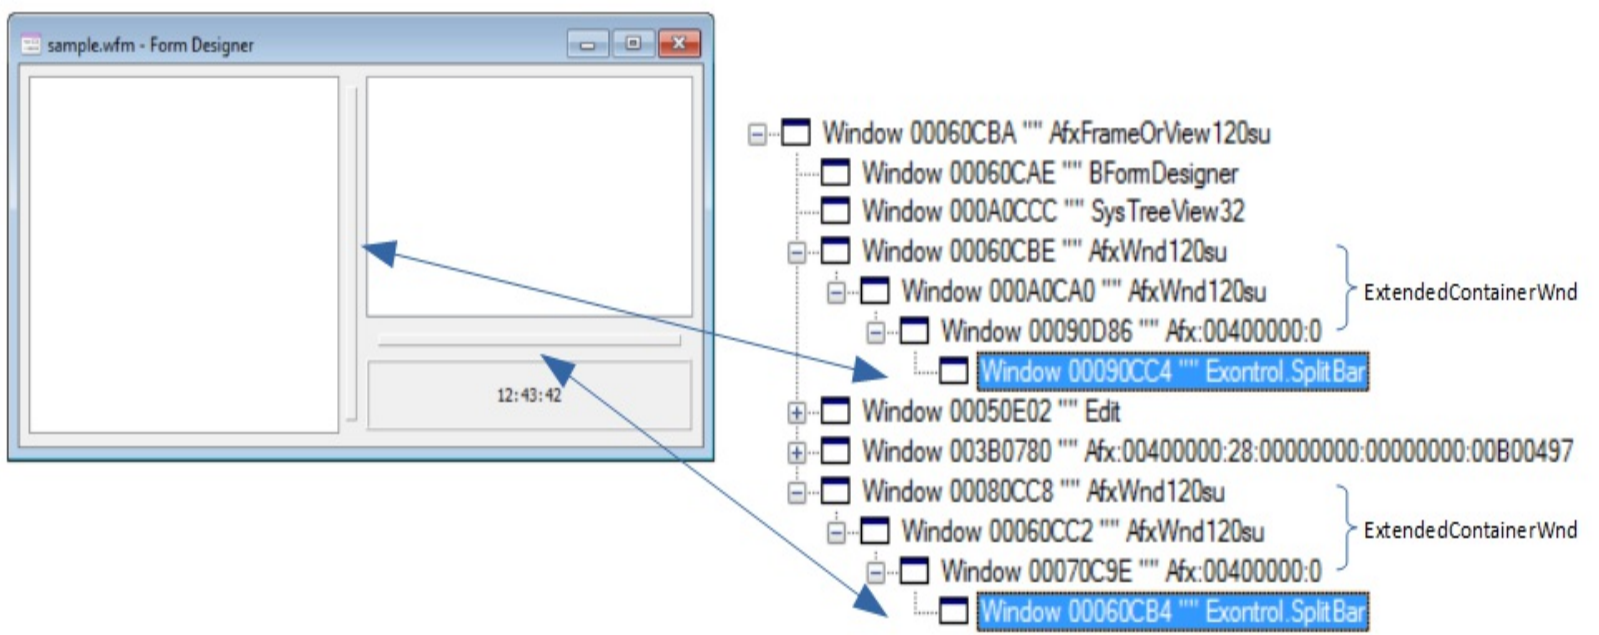 sample.wfm - Form Designer
12:43:42
Window 00060CBA "" AfxFrameOrView120su
Window 00060CAE "" BFormDesigner
Window 000A0CCC "" SysTreeView32
Window 00060CBE "" AfxWnd120su
Window 000A0CA0 "" AfxWnd120su
ExtendedContainerWnd
Window 00090D86 "" Afx:00400000:0
Window 00090CC4 "" Exontrol.SplitBar
Window 00050E02 "" Edit
Window 003B0780 "" Afx:00400000:28:00000000:00000000:00B00497
Window 00080CC8 "" AfxWnd120su
Window 00060CC2 "" AfxWnd120su
ExtendedContainerWnd
Window 00070C9E "" Afx:00400000:0
Window 00060CB4 "" Exontrol.SplitBar